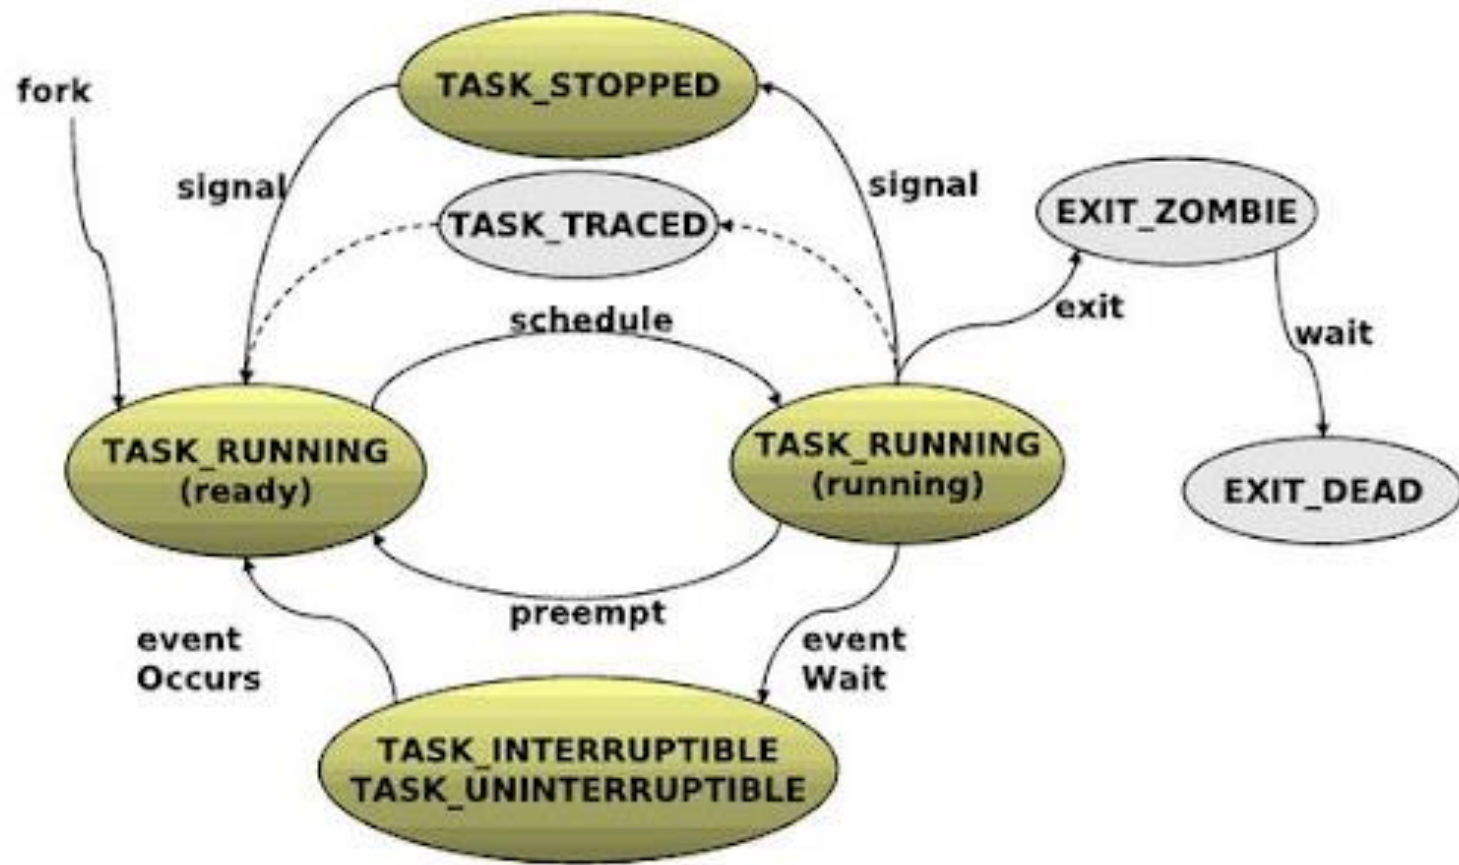 TASK_STOPPED
fork
signal
signal
TASK_TRACED
EXIT_ZOMBIE
schedule
exit
wait
TASK_RUNNING
(ready)
TASK_RUNNING
(running)
EXIT_DEAD
preempt
event
Occurs
event
Wait
TASK_INTERRUPTIBLE
TASK_UNINTERRUPTIBLE